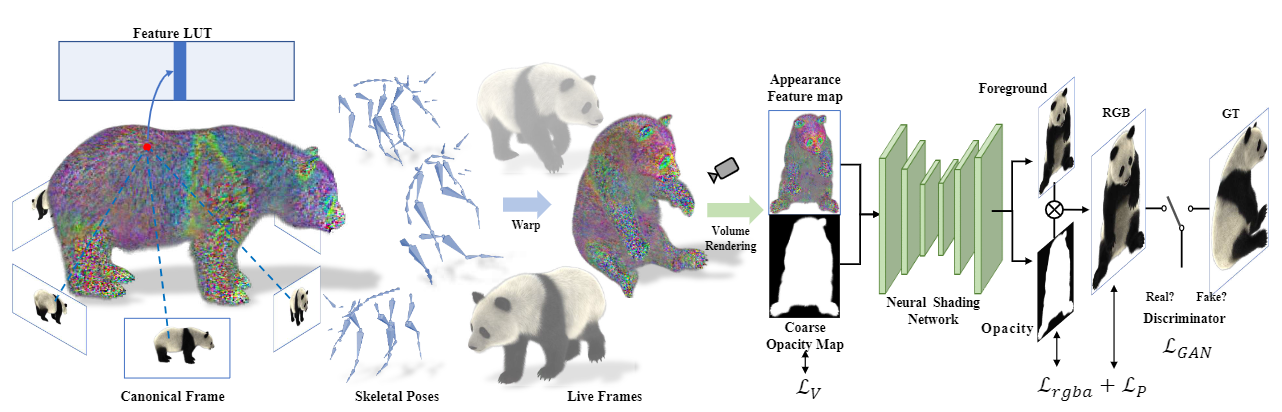 Feature LUT
Canonical Frame
Skeletal Poses
Warp
Live Frames
Volume
Rendering
Appearance
Feature map
Coarse
Opacity Map
ℒ_V
Neural Shading
Network
Foreground
Opacity
RGB
GT
Real?
Fake?
Discriminator
ℒ_GAN
ℒ_rgba + ℒ_P